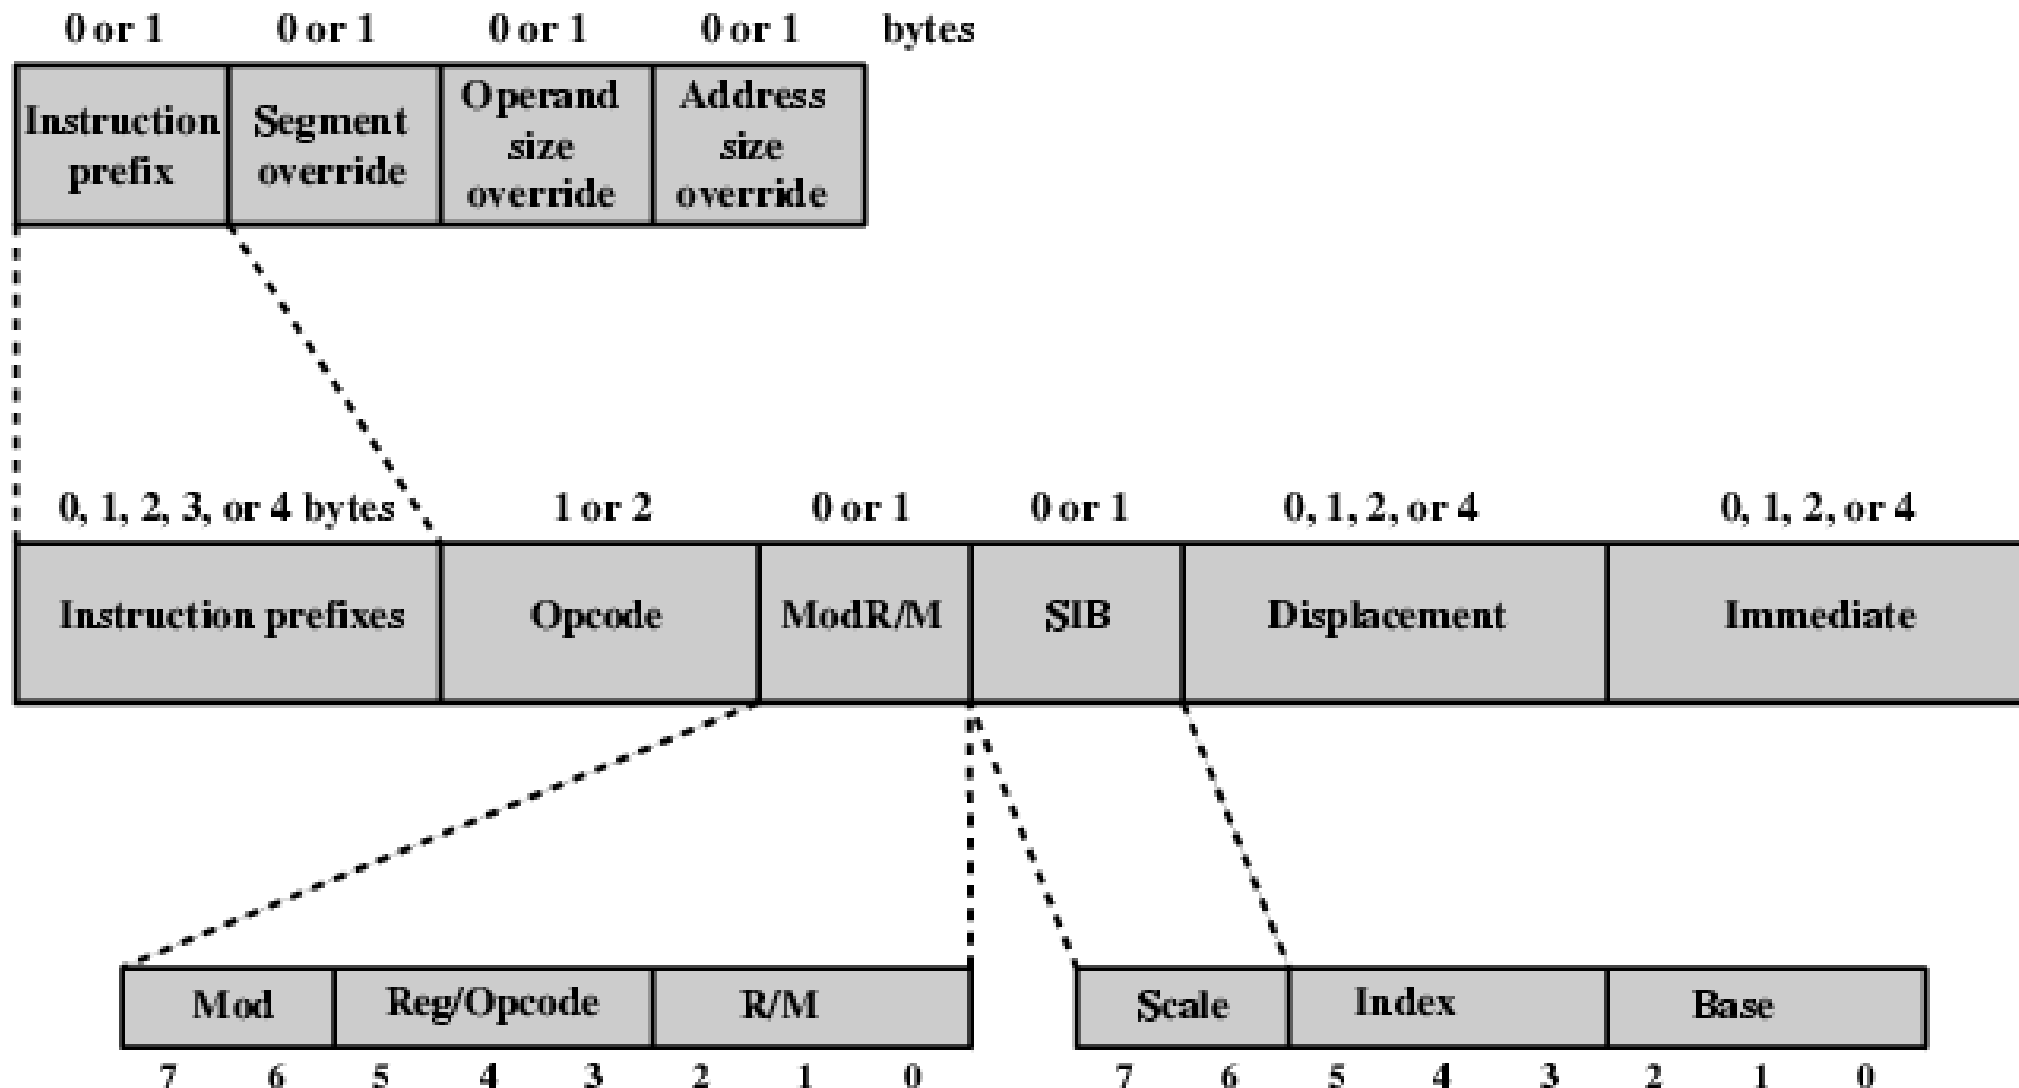 0 or 1 0 or 1 0 or 1 0 or 1 bytes
Instruction prefix
Segment override
Operand size override
Address size override
0, 1, 2, 3, or 4 bytes 1 or 2 0 or 1 0 or 1 0, 1, 2, or 4 0, 1, 2, or 4
Instruction prefixes Opcode ModR/M SIB Displacement Immediate
Mod Reg/Opcode R/M Scale Index Base
7 6 5 4 3 2 1 0 7 6 5 4 3 2 1 0